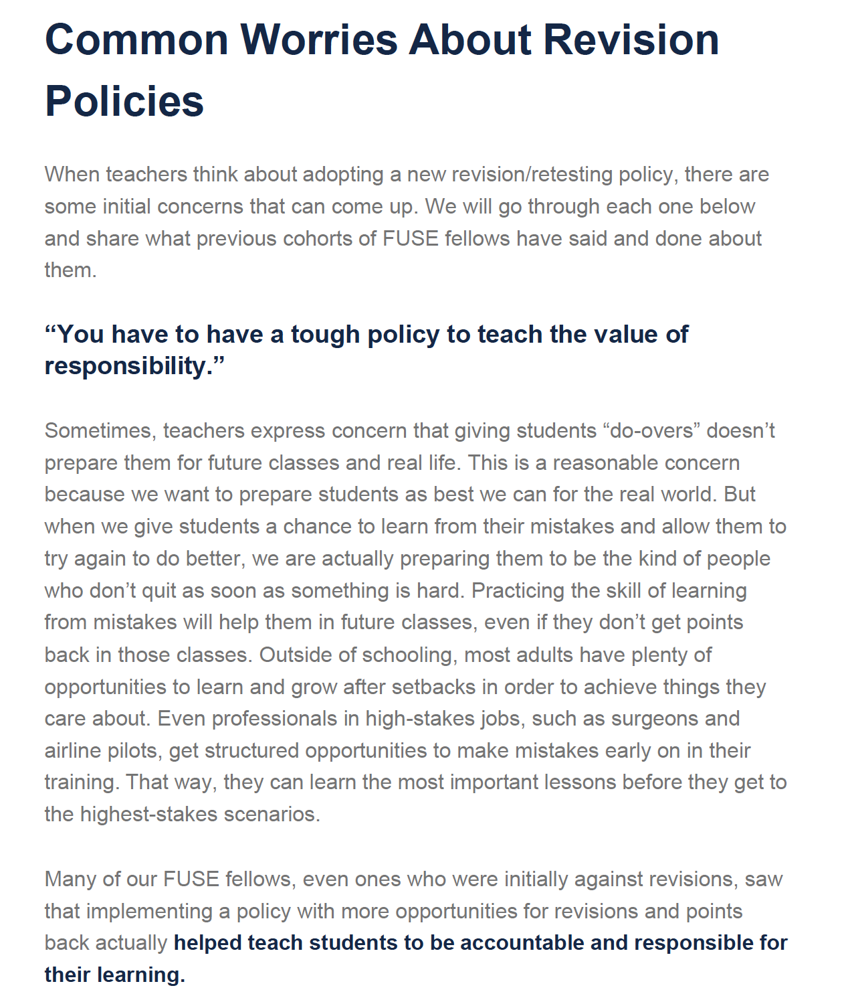 Common Worries About Revision
Policies
When teachers think about adopting a new revision/retesting policy, there are
some initial concerns that can come up. We will go through each one below
and share what previous cohorts of FUSE fellows have said and done about
them.
“You have to have a tough policy to teach the value of
responsibility.”
Sometimes, teachers express concern that giving students “do-overs” doesn’t
prepare them for future classes and real life. This is a reasonable concern
because we want to prepare students as best we can for the real world. But
when we give students a chance to learn from their mistakes and allow them to
try again to do better, we are actually preparing them to be the kind of people
who don’t quit as soon as something is hard. Practicing the skill of learning
from mistakes will help them in future classes, even if they don’t get points
back in those classes. Outside of schooling, most adults have plenty of
opportunities to learn and grow after setbacks in order to achieve things they
care about. Even professionals in high-stakes jobs, such as surgeons and
airline pilots, get structured opportunities to make mistakes early on in their
training. That way, they can learn the most important lessons before they get to
the highest-stakes scenarios.
Many of our FUSE fellows, even ones who were initially against revisions, saw
that implementing a policy with more opportunities for revisions and points
back actually helped teach students to be accountable and responsible for
their learning.